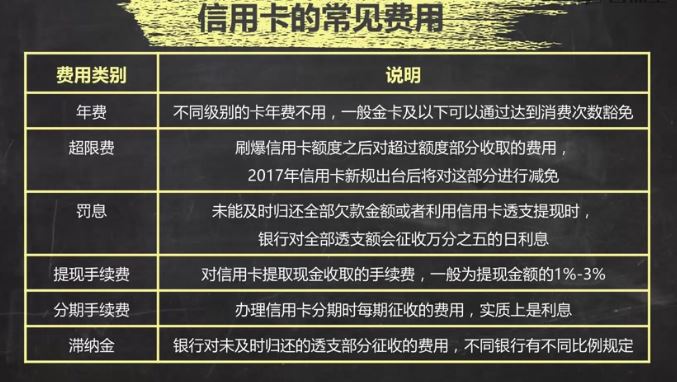 信用卡的常见费用
费用类别
说明
年费
不同级别的卡年费不用，一般金卡及以下可以通过达到消费次数豁免
超限费
刷爆信用卡额度之后对超过额度部分收取的费用，
2017年信用卡新规出台后将对这部分进行减免
罚息
未能及时归还全部欠款金额或者利用信用卡透支提现时，
银行对全部透支额会征收万分之五的日利息
提现手续费
对信用卡提取现金收取的手续费，一般为提现金额的1%-3%
分期手续费
办理信用卡分期时每期征收的费用，实质上是利息
滞纳金
银行对未及时归还的透支部分征收的费用，不同银行有不同比例规定